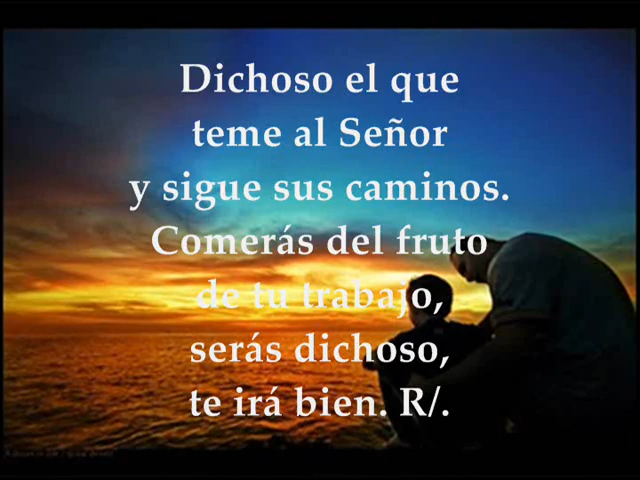 Dichoso el que
teme al Señor
y sigue sus caminos.
Comerás del fruto
de tu trabajo,
serás dichoso,
te irá bien. R/.